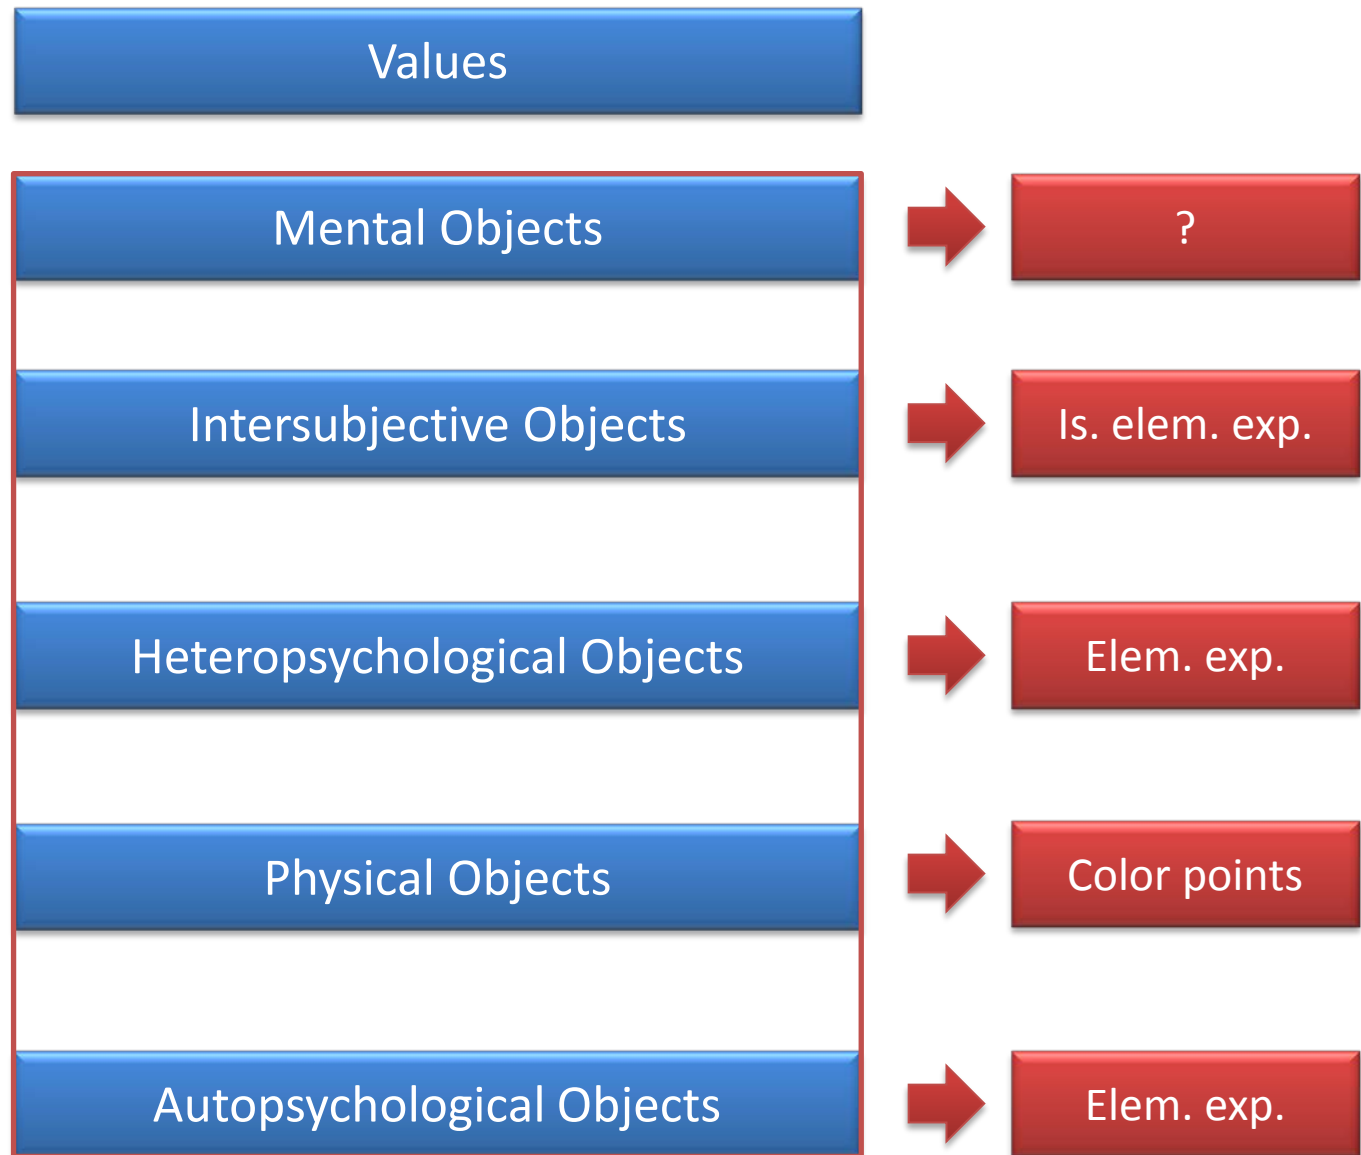 Values
Mental Objects
?
Intersubjective Objects
Is. elem. exp.
Heteropsychological Objects
Elem. exp.
Physical Objects
Color points
Autopsychological Objects
Elem. exp.